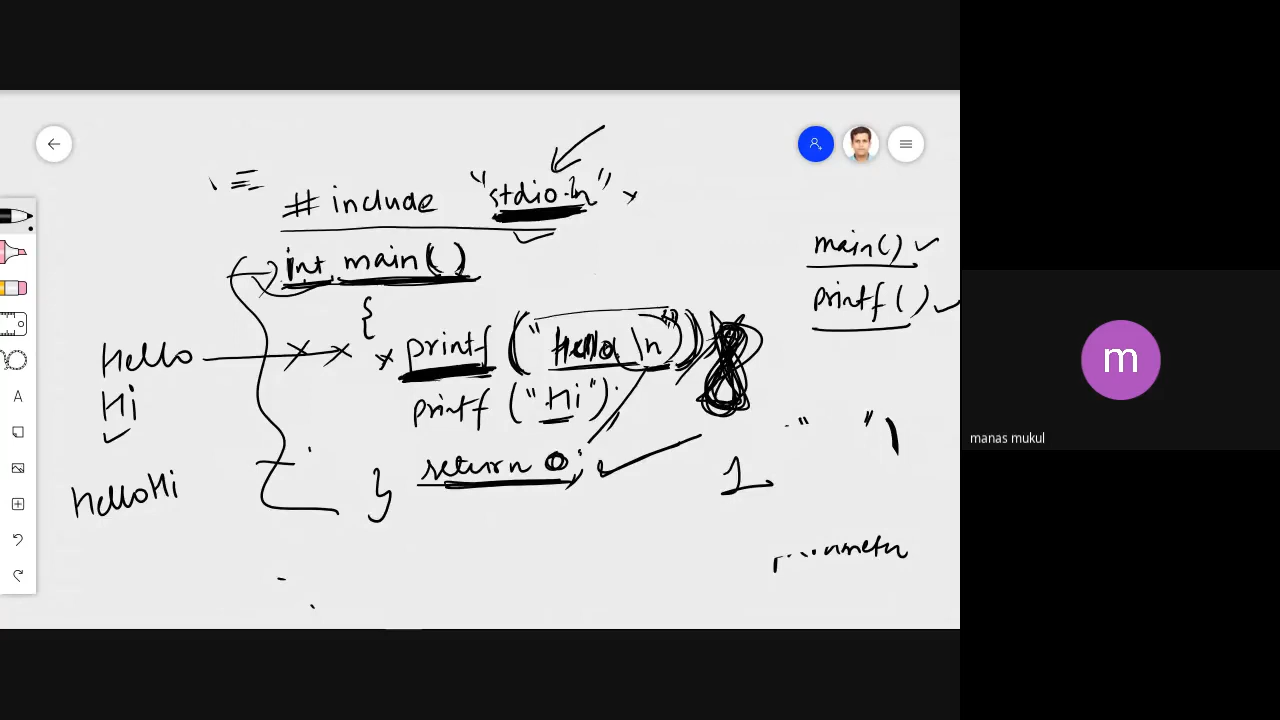 # include "stdio.h"
int main()
{
Hello
printf ("Hello \n")
Hi
printf ("Hi");
return 0;
}
HelloHi
main()
printf()
" "
1
m
manas mukul
A